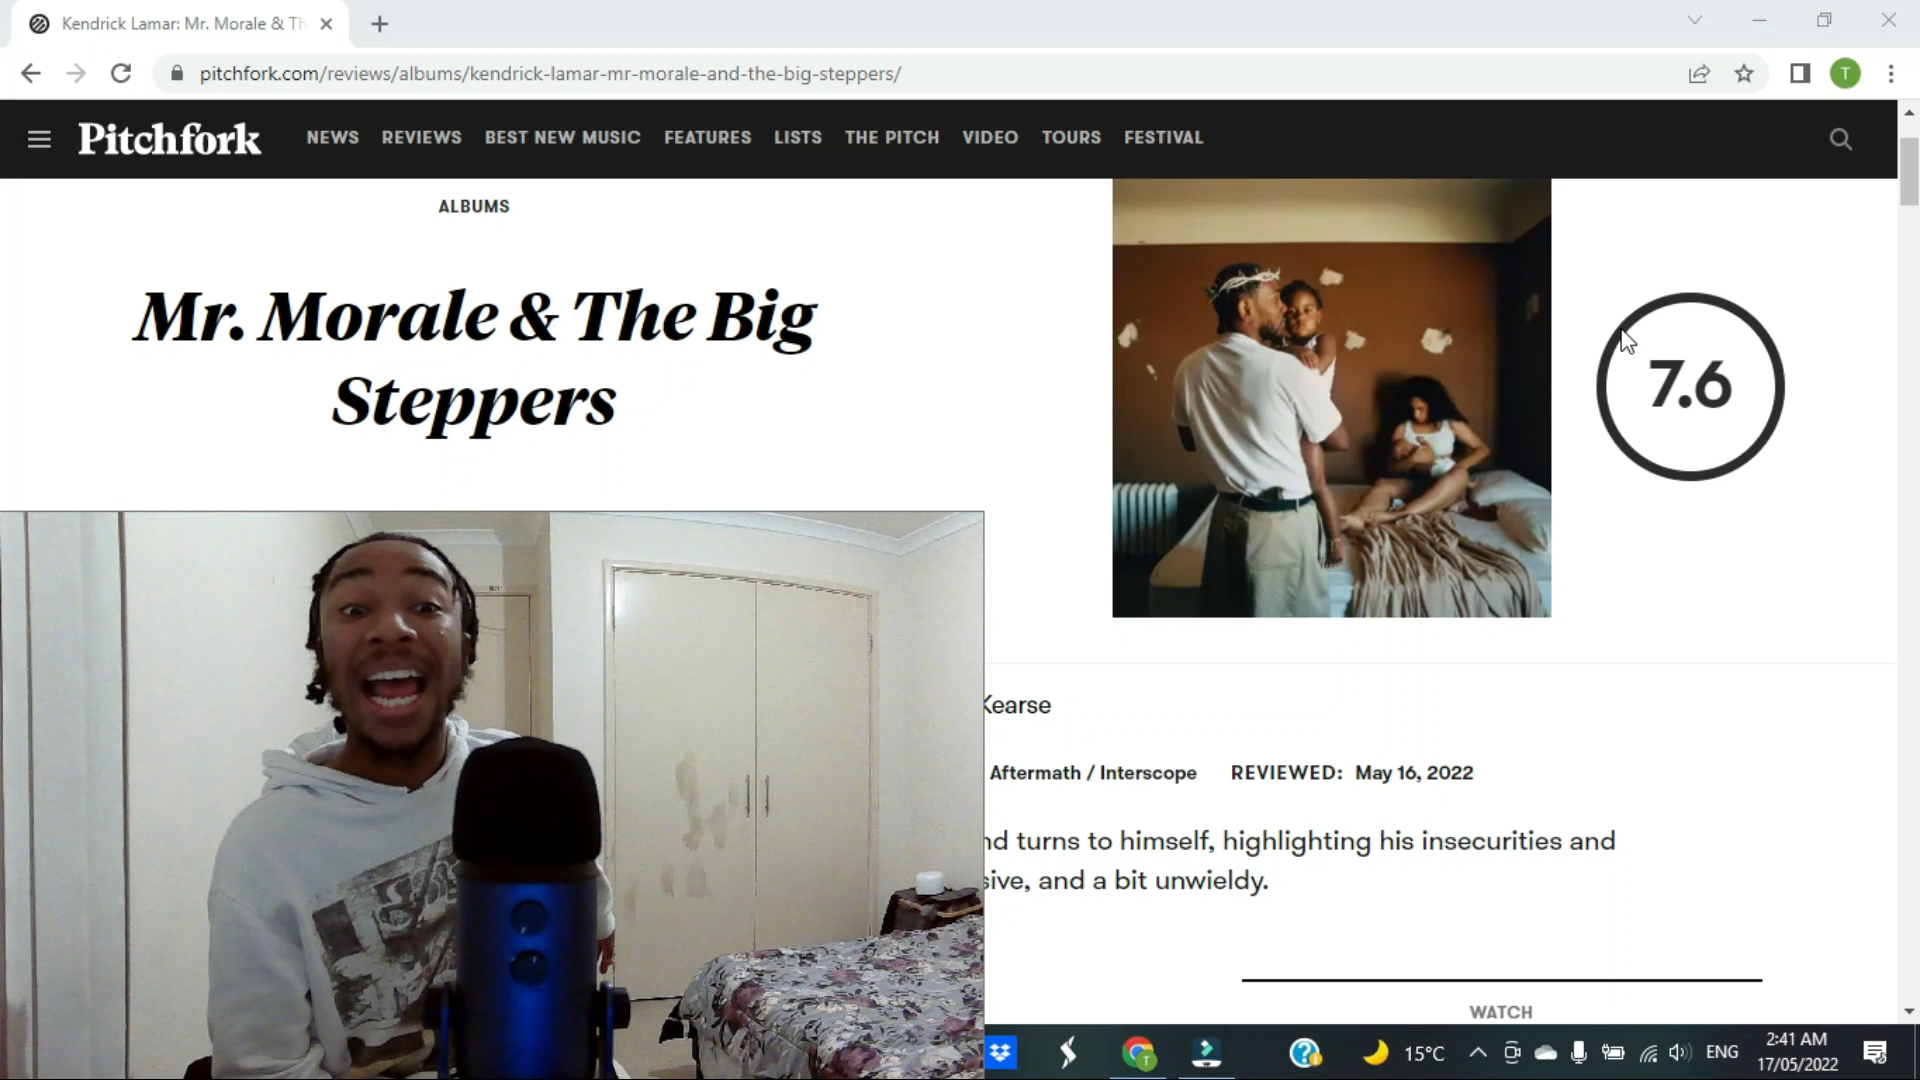 Kendrick Lamar: Mr. Morale & Th
pitchfork.com/reviews/albums/kendrick-lamar-mr-morale-and-the-big-steppers/
T
Pitchfork
NEWS REVIEWS BEST NEW MUSIC FEATURES LISTS THE PITCH VIDEO TOURS FESTIVAL
ALBUMS
Mr. Morale & The Big
Steppers
7.6
Kearse
Aftermath / Interscope REVIEWED: May 16, 2022
nd turns to himself, highlighting his insecurities and
sive, and a bit unwieldy.
WATCH
15°C ENG 2:41 AM
17/05/2022